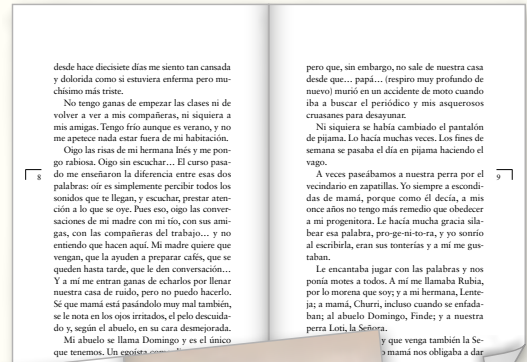 desde hace diecisiete días me siento tan cansada
y dolorida como si estuviera enferma pero mu-
chísimo más triste.
No tengo ganas de empezar las clases ni de
volver a ver a mis compañeras, ni siquiera a
mis amigas. Tengo frío aunque es verano, y no
me apetece nada estar fuera de mi habitación.
Oigo las risas de mi hermana Inés y me pon-
go rabiosa. Oigo sin escuchar… El curso pasa-
do me enseñaron la diferencia entre esas dos
palabras: oír es simplemente percibir todos los
sonidos que te llegan, y escuchar, prestar aten-
ción a lo que se oye. Pues eso, oigo las conver-
saciones de mi madre con mi tío, con sus ami-
gas, con las compañeras del trabajo… y no
entiendo que hacen aquí. Mi madre quiere que
vengan, que la ayuden a preparar cafés, que se
queden hasta tarde, que le den conversación…
Y a mí me entran ganas de echarlos por llenar
nuestra casa de ruido, pero no puedo hacerlo.
Sé que mamá está pasándolo muy mal también,
se le nota en los ojos irritados, el pelo descuida-
do y, según el abuelo, en su cara desmejorada.
Mi abuelo se llama Domingo y es el único
que tenemos. Un egoísta
8
pero que, sin embargo, no sale de nuestra casa
desde que… papá… (respiro muy profundo de
nuevo) murió en un accidente de moto cuando
iba a buscar el periódico y mis asquerosos
cruasanes para desayunar.
Ni siquiera se había cambiado el pantalón
de pijama. Lo hacía muchas veces. Los fines de
semana se pasaba el día en pijama haciendo el
vago.
A veces paseábamos a nuestra perra por el
vecindario en zapatillas. Yo siempre a escondi-
das de mamá, porque como él decía, a mis
once años no tengo más remedio que obedecer
a mi progenitora. Le hacía mucha gracia sila-
bear esa palabra, pro-ge-ni-to-ra, y yo sonrío
al escribirla, eran sus tonterías y a mí me gus-
taban.
Le encantaba jugar con las palabras y nos
ponía motes a todos. A mí me llamaba Rubia,
por lo morena que soy; y a mi hermana, Lente-
ja; a mamá, Churri, incluso cuando se enfada-
ban; al abuelo Domingo, Finde; y a nuestra
perra Loti, la Señora.
y que venga también la Se-
mamá nos obligaba a dar
9